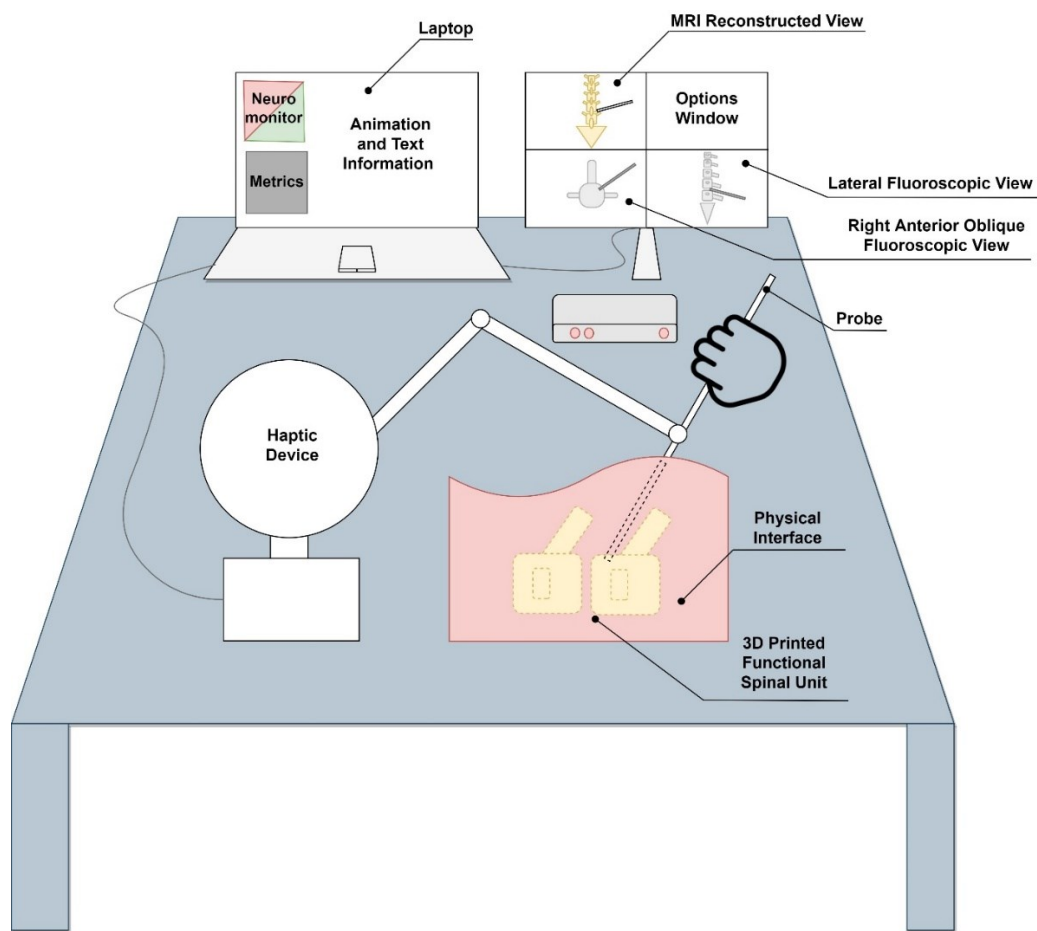 MRI Reconstructed View
Laptop
Neuro
monitor
Animation
and Text
Information
Metrics
Options
Window
Lateral Fluoroscopic View
Right Anterior Oblique
Fluoroscopic View
Probe
Haptic
Device
Physical
Interface
3D Printed
Functional
Spinal Unit